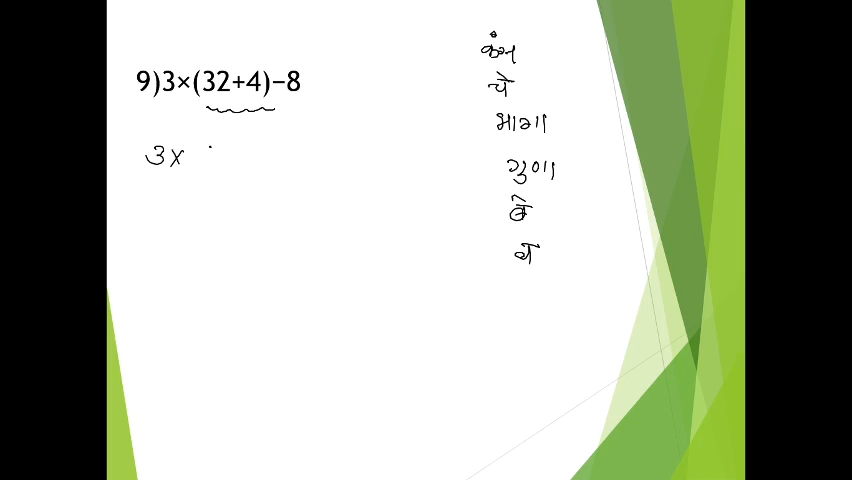 9)3×(32+4)−8
3×
कंस
चे
भागा
गुणा
बे
व